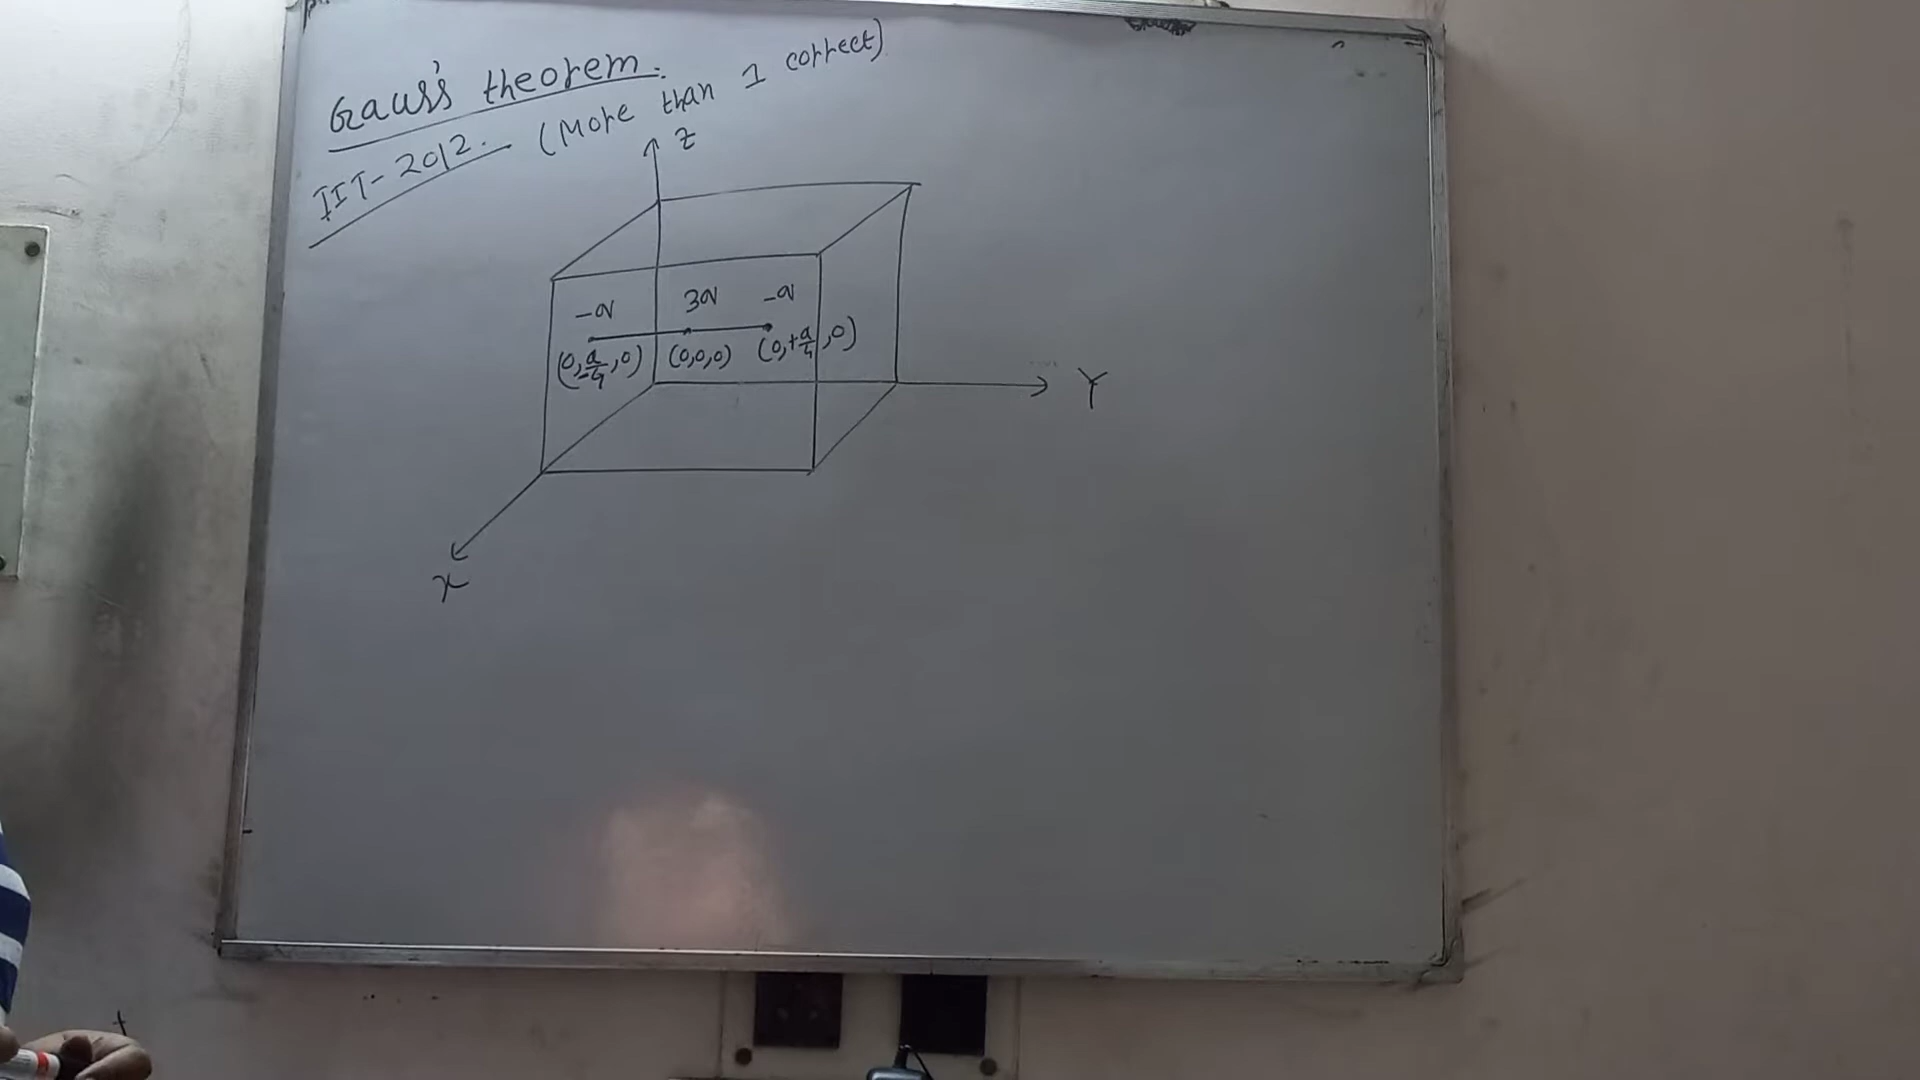 Gauss's theorem.
IIT-2012. (More than 1 correct)
Z
-q 3q -q
(0,-a/4,0) (0,0,0) (0,+a/4,0)
Y
x